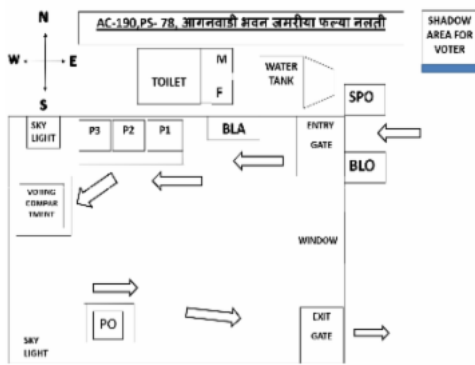 AC-190,PS- 78, आगनवाडी भवन जमरीया फल्या नलती
SHADOW
AREA FOR
VOTER
N
W
E
S
TOILET
M
F
WATER
TANK
SPO
SKY
LIGHT
P3
P2
P1
BLA
ENTRY
GATE
BLO
VOTING
COMPAR
TMENT
WINDOW
PO
EXIT
GATE
SKY
LIGHT